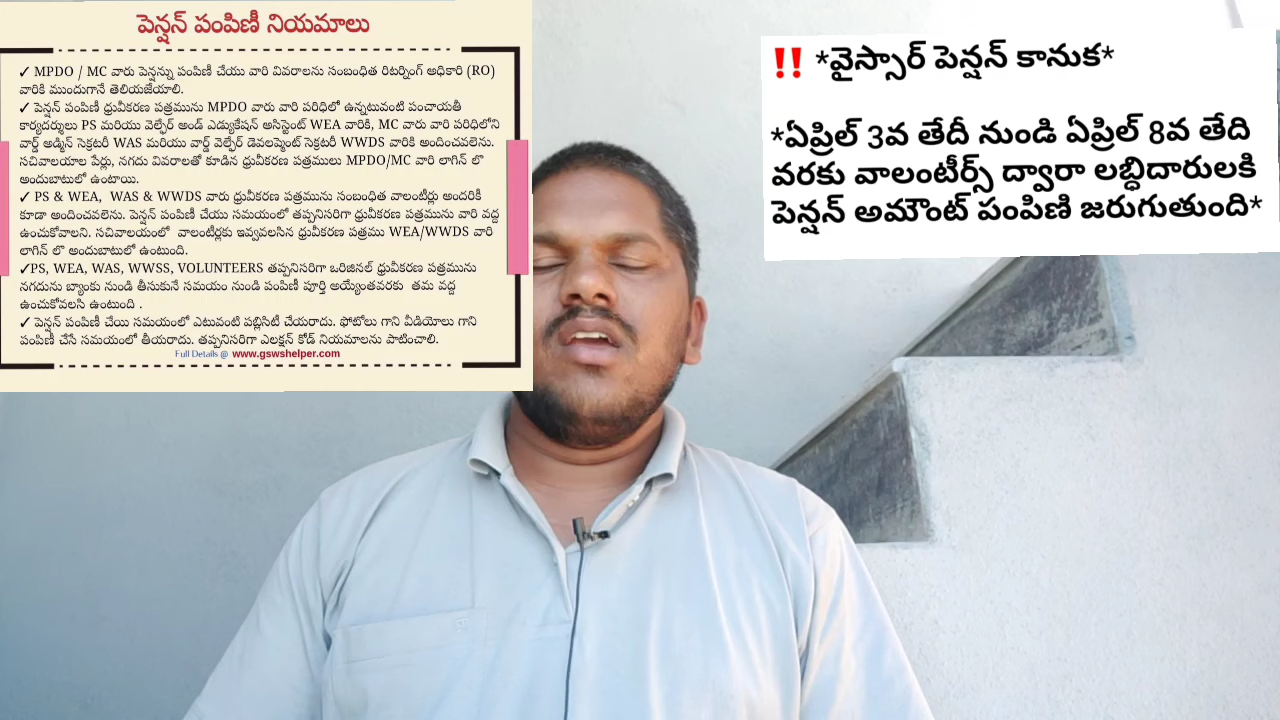 పెన్షన్ పంపిణీ నియమాలు
✓ MPDO / MC వారు పెన్షన్ను పంపిణీ చేయు వారి వివరాలను సంబంధిత రిటర్నింగ్ అధికారి (RO)
వారికి ముందుగానే తెలియజేయాలి.
✓ పెన్షన్ పంపిణీ ధ్రువీకరణ పత్రమును MPDO వారు వారి పరిధిలో ఉన్నటువంటి పంచాయతీ
కార్యదర్శులు PS మరియు వెల్ఫేర్ అండ్ ఎడ్యుకేషన్ అసిస్టెంట్ WEA వారికి, MC వారు వారి పరిధిలోని
వార్డ్ అడ్మిన్ సెక్రటరీ WAS మరియు వార్డ్ వెల్ఫేర్ డెవలప్మెంట్ సెక్రటరీ WWDS వారికి అందించవలెను.
సచివాలయాల పేర్లు, నగదు వివరాలతో కూడిన ధ్రువీకరణ పత్రములు MPDO/MC వారి లాగిన్ లొ
అందుబాటులో ఉంటాయి.
✓ PS & WEA, WAS & WWDS వారు ధ్రువీకరణ పత్రమును సంబంధిత వాలంటీర్లు అందరికీ
కూడా అందించవలెను. పెన్షన్ పంపిణీ చేయు సమయంలో తప్పనిసరిగా ధ్రువీకరణ పత్రమును వారి వద్ద
ఉంచుకోవాలని. సచివాలయంలో వాలంటీర్లకు ఇవ్వవలసిన ధ్రువీకరణ పత్రము WEA/WWDS వారి
లాగిన్ లొ అందుబాటులో ఉంటుంది.
✓PS, WEA, WAS, WWSS, VOLUNTEERS తప్పనిసరిగా ఒరిజినల్ ధ్రువీకరణ పత్రమును
నగదును బ్యాంకు నుండి తీసుకునే సమయం నుండి పంపిణీ పూర్తి అయ్యేంతవరకు తమ వద్ద
ఉంచుకోవలసి ఉంటుంది .
✓ పెన్షన్ పంపిణీ చేయి సమయంలో ఎటువంటి పబ్లిసిటీ చేయరాదు. ఫోటోలు గాని వీడియోలు గాని
పంపిణీ చేసే సమయంలో తీయరాదు. తప్పనిసరిగా ఎలక్షన్ కోడ్ నియమాలను పాటించాలి.
Full Details @ www.gswshelper.com
‼ *వైస్సార్ పెన్షన్ కానుక*
*ఏప్రిల్ 3వ తేదీ నుండి ఏప్రిల్ 8వ తేది
వరకు వాలంటీర్స్ ద్వారా లబ్ధిదారులకి
పెన్షన్ అమౌంట్ పంపిణి జరుగుతుంది*